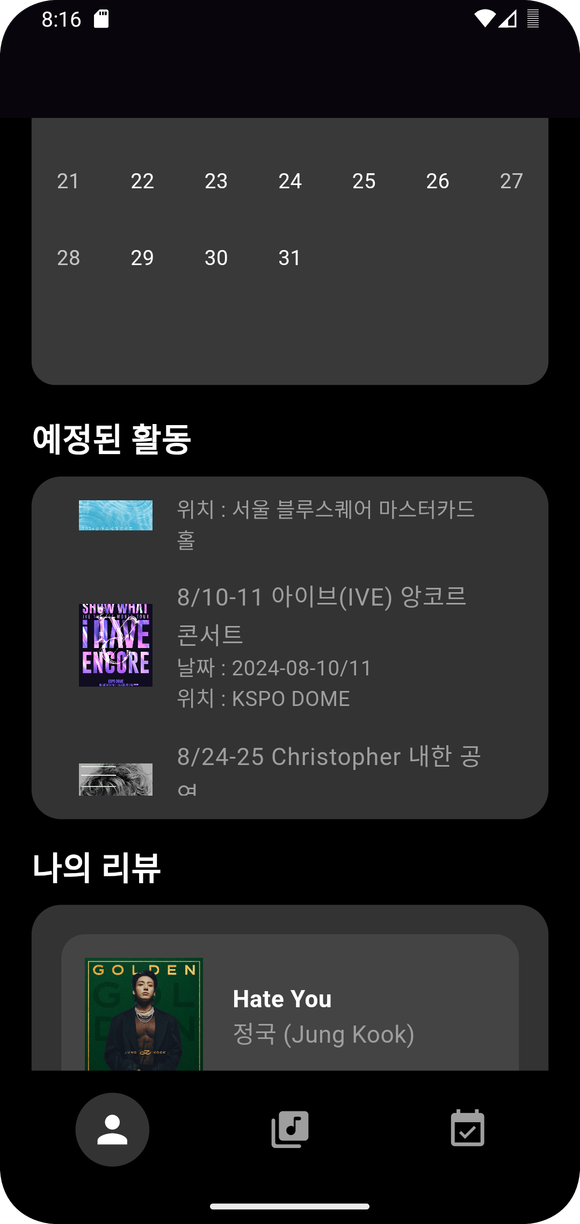 8:16
21 22 23 24 25 26 27
28 29 30 31
예정된 활동
위치 : 서울 블루스퀘어 마스터카드
홀
8/10-11 아이브(IVE) 앙코르
콘서트
날짜 : 2024-08-10/11
위치 : KSPO DOME
SHOW WHAT
i HAVE
ENCORE
8/24-25 Christopher 내한 공
연
나의 리뷰
GOLDEN
Hate You
정국 (Jung Kook)
JUNG KOOK